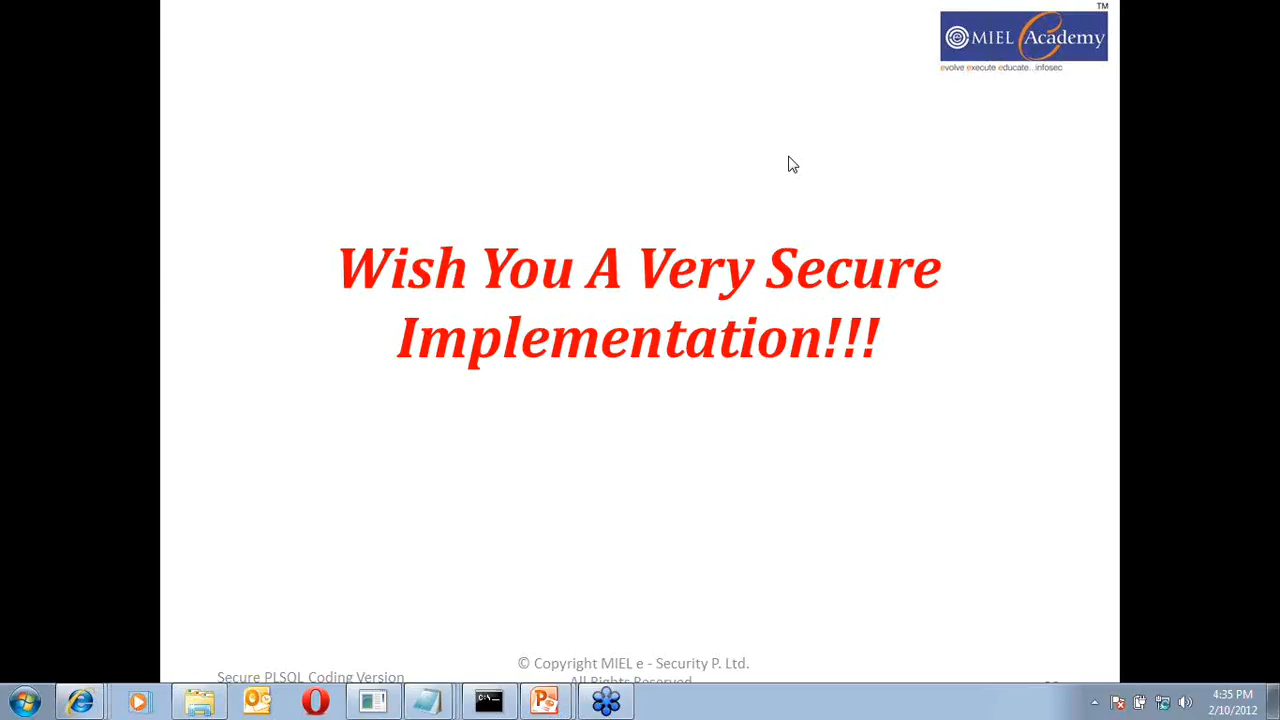 TM
MIEL Academy
evolve execute educate...infosec
Wish You A Very Secure
Implementation!!!
© Copyright MIEL e - Security P. Ltd.
All Rights Reserved
Secure PLSQL Coding Version
4:35 PM
2/10/2012